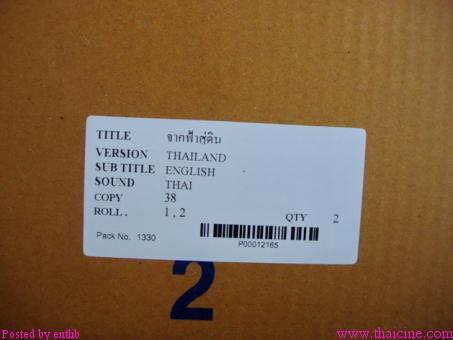 TITLE จากฟ้าสู่ดิน
VERSION THAILAND
SUB TITLE ENGLISH
SOUND THAI
COPY 38
ROLL . 1 , 2 QTY 2
Pack No. 1330
P00012165
2
Posted by entlib
www.thaicine.com